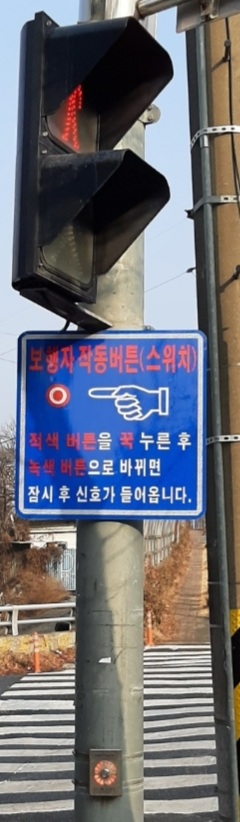 보행자 작동버튼(스위치)
적색 버튼을 꾹 누른 후
녹색 버튼으로 바뀌면
잠시 후 신호가 들어옵니다.